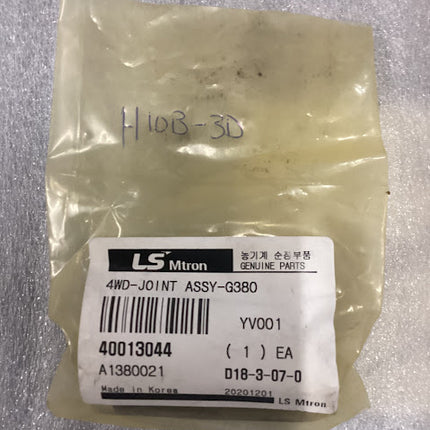 H10B-3D
LS Mtron
농기계 순정부품
GENUINE PARTS
4WD-JOINT ASSY-G380
YV001
40013044 ( 1 ) EA
A1380021 D18-3-07-0
Made in Korea 20201201 LS Mtron